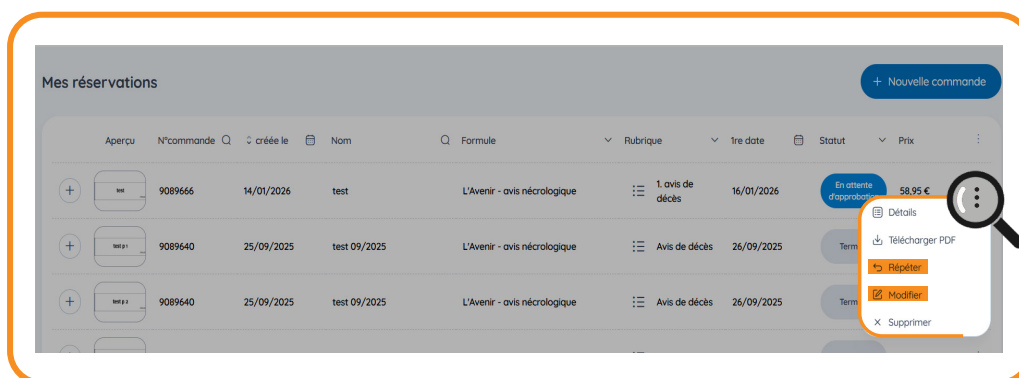 Mes réservations
+ Nouvelle commande
Aperçu N°commande créée le Nom Formule Rubrique 1re date Statut Prix
test 9089666 14/01/2026 test L'Avenir - avis nécrologique 1. avis de décès 16/01/2026 En attente d'approbation 58,95 €
Détails
Télécharger PDF
test p 1 9089640 25/09/2025 test 09/2025 L'Avenir - avis nécrologique Avis de décès 26/09/2025 Term
Répéter
Modifier
test p 2 9089640 25/09/2025 test 09/2025 L'Avenir - avis nécrologique Avis de décès 26/09/2025 Term
Supprimer